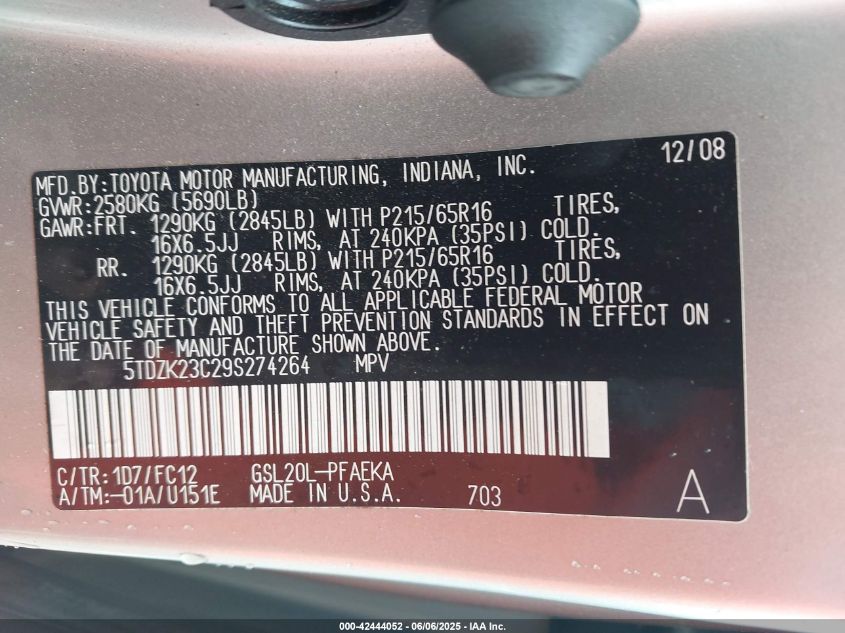 12/08
MFD.BY:TOYOTA MOTOR MANUFACTURING, INDIANA, INC.
GVWR:2580KG (5690LB)
GAWR:FRT. 1290KG (2845LB) WITH P215/65R16 TIRES,
16X6.5JJ RIMS, AT 240KPA (35PSI) COLD.
RR. 1290KG (2845LB) WITH P215/65R16 TIRES,
16X6.5JJ RIMS, AT 240KPA (35PSI) COLD.
THIS VEHICLE CONFORMS TO ALL APPLICABLE FEDERAL MOTOR
VEHICLE SAFETY AND THEFT PREVENTION STANDARDS IN EFFECT ON
THE DATE OF MANUFACTURE SHOWN ABOVE.
5TDZK23C29S274264 MPV
C/TR:1D7/FC12 GSL20L-PFAEKA
A/TM:-01A/U151E MADE IN U.S.A. 703 A
000-42444052 - 06/06/2025 - IAA Inc.